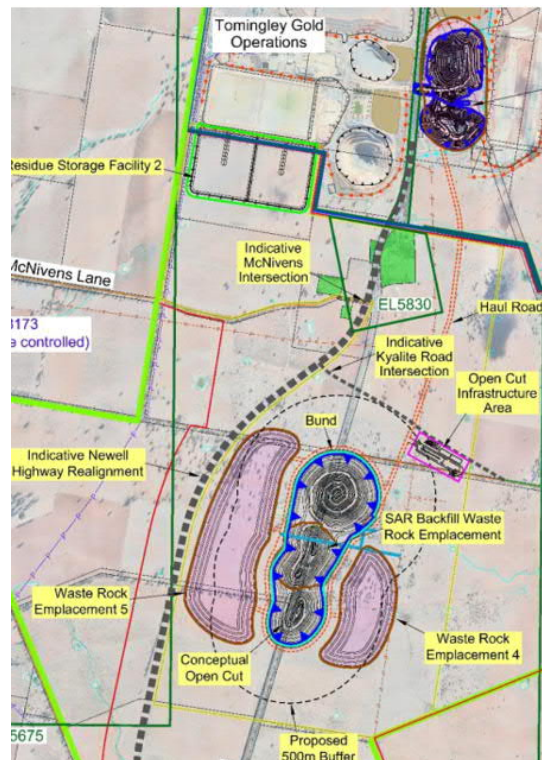 Tomingley Gold
Operations
Residue Storage Facility 2
Indicative
McNivens
Intersection
McNivens Lane
EL5830
Haul Road
3173
e controlled)
Indicative
Kyalite Road
Intersection
Open Cut
Infrastructure
Area
Bund
Indicative Newell
Highway Realignment
SAR Backfill Waste
Rock Emplacement
Waste Rock
Emplacement 5
Waste Rock
Emplacement 4
Conceptual
Open Cut
5675
Proposed
500m Buffer